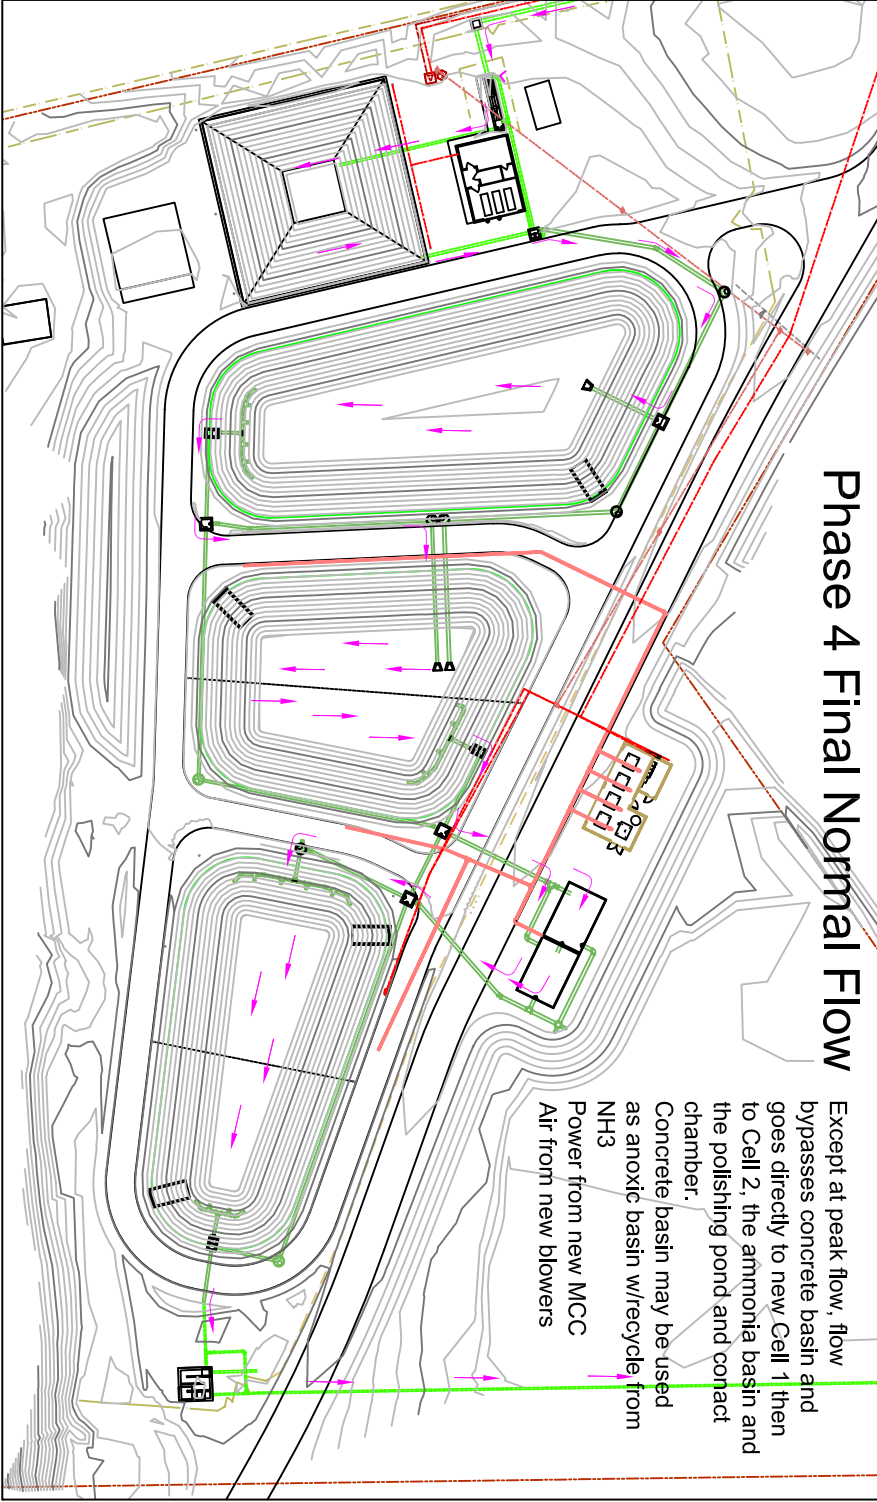 Phase 4 Final Normal Flow
Except at peak flow, flow
bypasses concrete basin and
goes directly to new Cell 1 then
to Cell 2, the ammonia basin and
the polishing pond and contact
chamber.
Concrete basin may be used
as anoxic basin w/recycle from
NH3
Power from new MCC
Air from new blowers